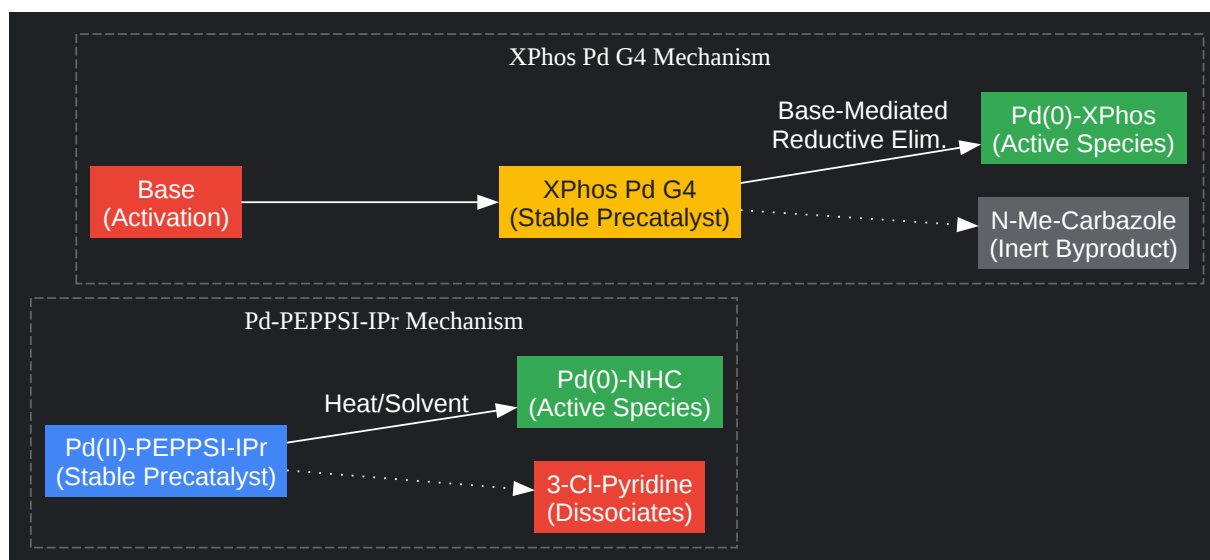 XPhos Pd G4 Mechanism
Base-Mediated
Reductive Elim.
Pd(0)-XPhos
(Active Species)
Base
(Activation)
XPhos Pd G4
(Stable Precatalyst)
N-Me-Carbazole
(Inert Byproduct)
Pd-PEPPSI-IPr Mechanism
Heat/Solvent
Pd(0)-NHC
(Active Species)
Pd(II)-PEPPSI-IPr
(Stable Precatalyst)
3-Cl-Pyridine
(Dissociates)